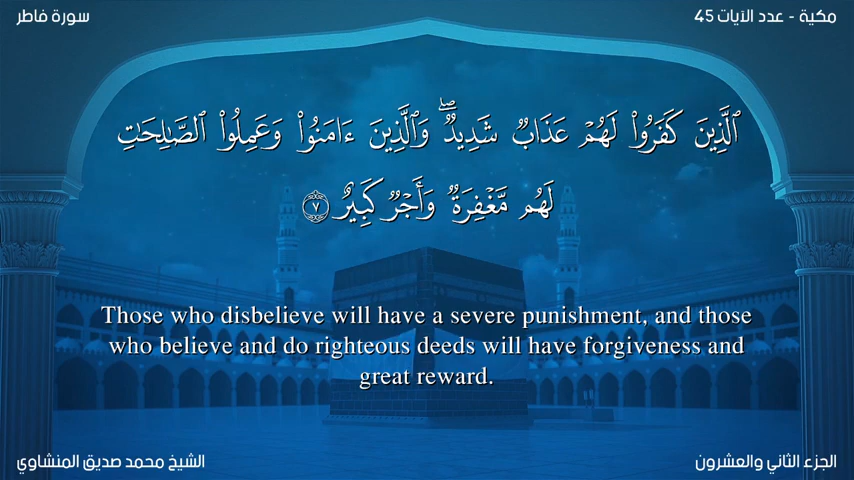 مكية - عدد الآيات 45
سورة فاطر
ٱلَّذِينَ كَفَرُوا۟ لَهُمْ عَذَابٌ شَدِيدٌ ۖ وَٱلَّذِينَ ءَامَنُوا۟ وَعَمِلُوا۟ ٱلصَّـٰلِحَـٰتِ
لَهُم مَّغْفِرَةٌ وَأَجْرٌ كَبِيرٌ ٧
Those who disbelieve will have a severe punishment, and those
who believe and do righteous deeds will have forgiveness and
great reward.
الجزء الثاني والعشرون
الشيخ محمد صديق المنشاوي